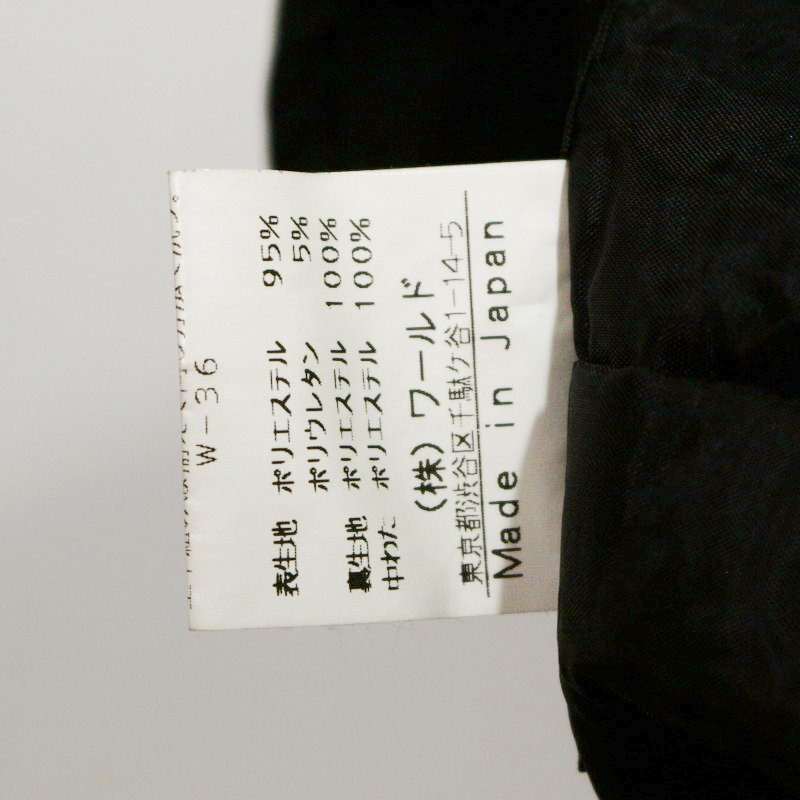 W-36
表生地 ポリエステル 95%
ポリウレタン 5%
裏生地 ポリエステル 100%
中わた ポリエステル 100%
(株) ワールド
東京都渋谷区千駄ケ谷1-14-5
Made in Japan